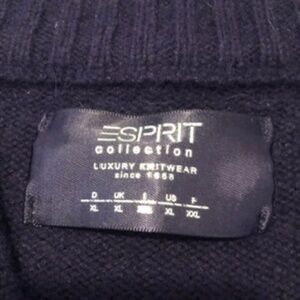 ESPRIT
collection
LUXURY KNITWEAR
since 1968
D UK E US F
XL XL XL XXL